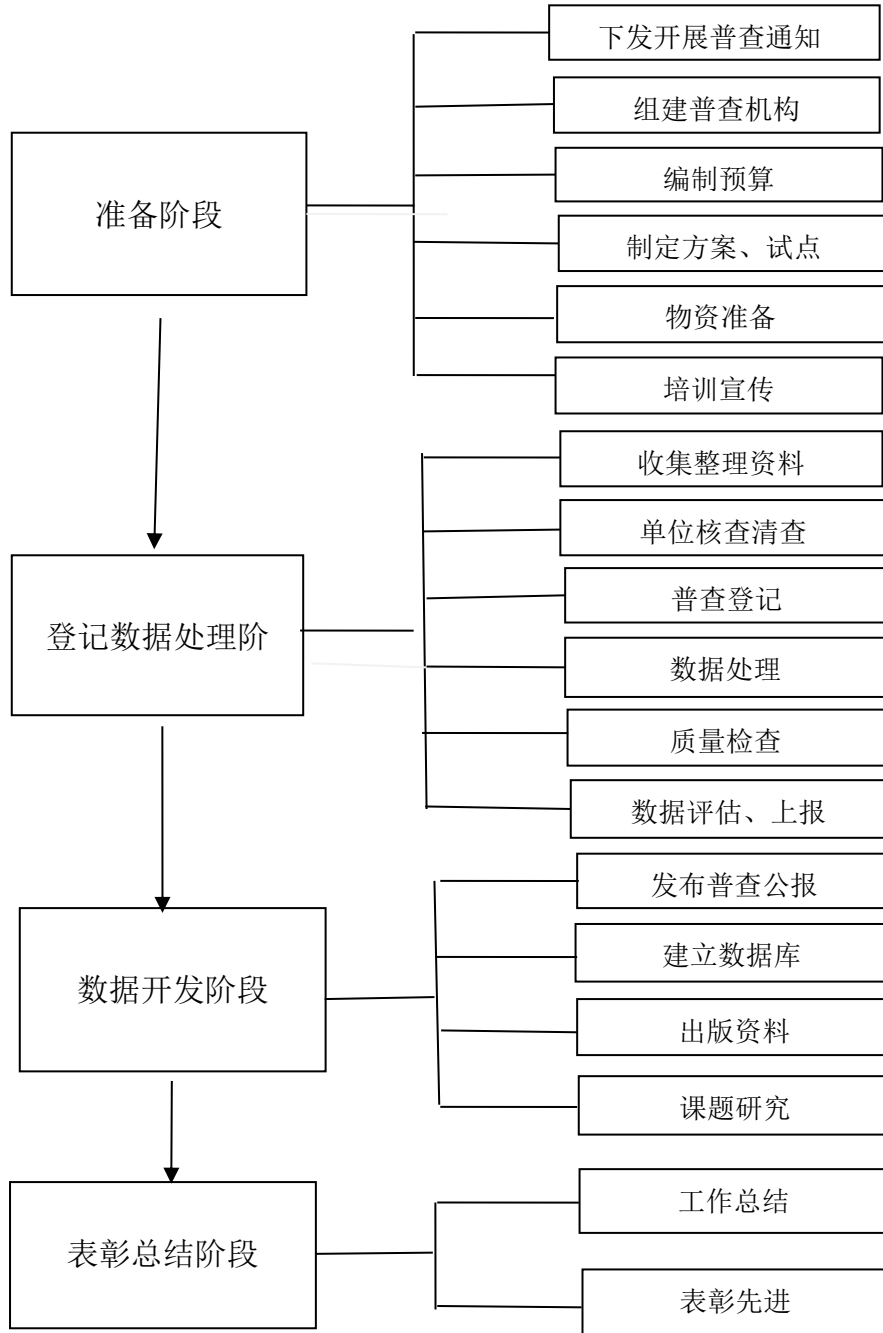 准备阶段
下发开展普查通知
组建普查机构
编制预算
制定方案、试点
物资准备
培训宣传
登记数据处理阶
收集整理资料
单位核查清查
普查登记
数据处理
质量检查
数据评估、上报
数据开发阶段
发布普查公报
建立数据库
出版资料
课题研究
表彰总结阶段
工作总结
表彰先进